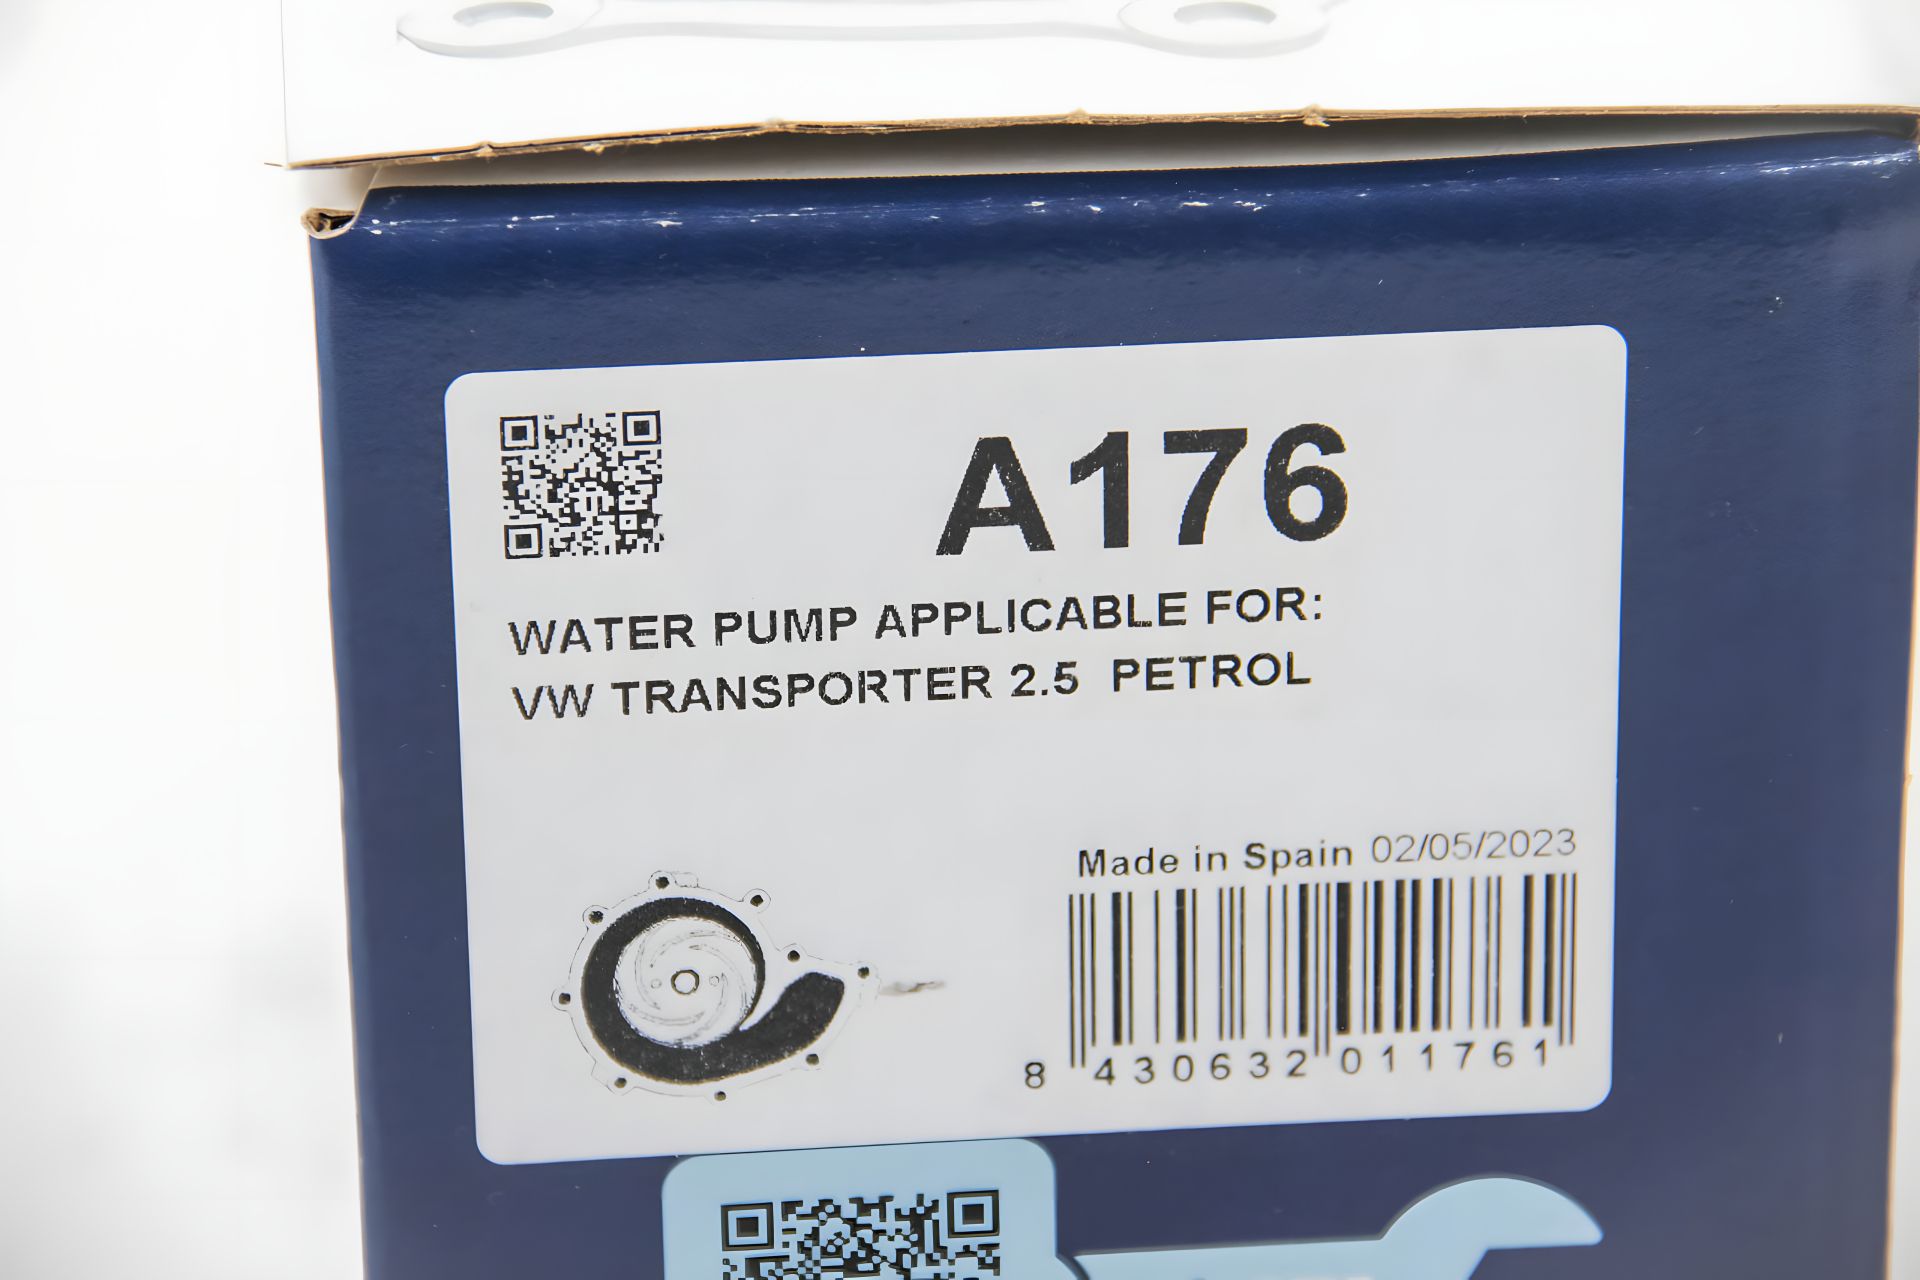 A176
WATER PUMP APPLICABLE FOR:
VW TRANSPORTER 2.5 PETROL
Made in Spain 02/05/2023
8 430632 011761